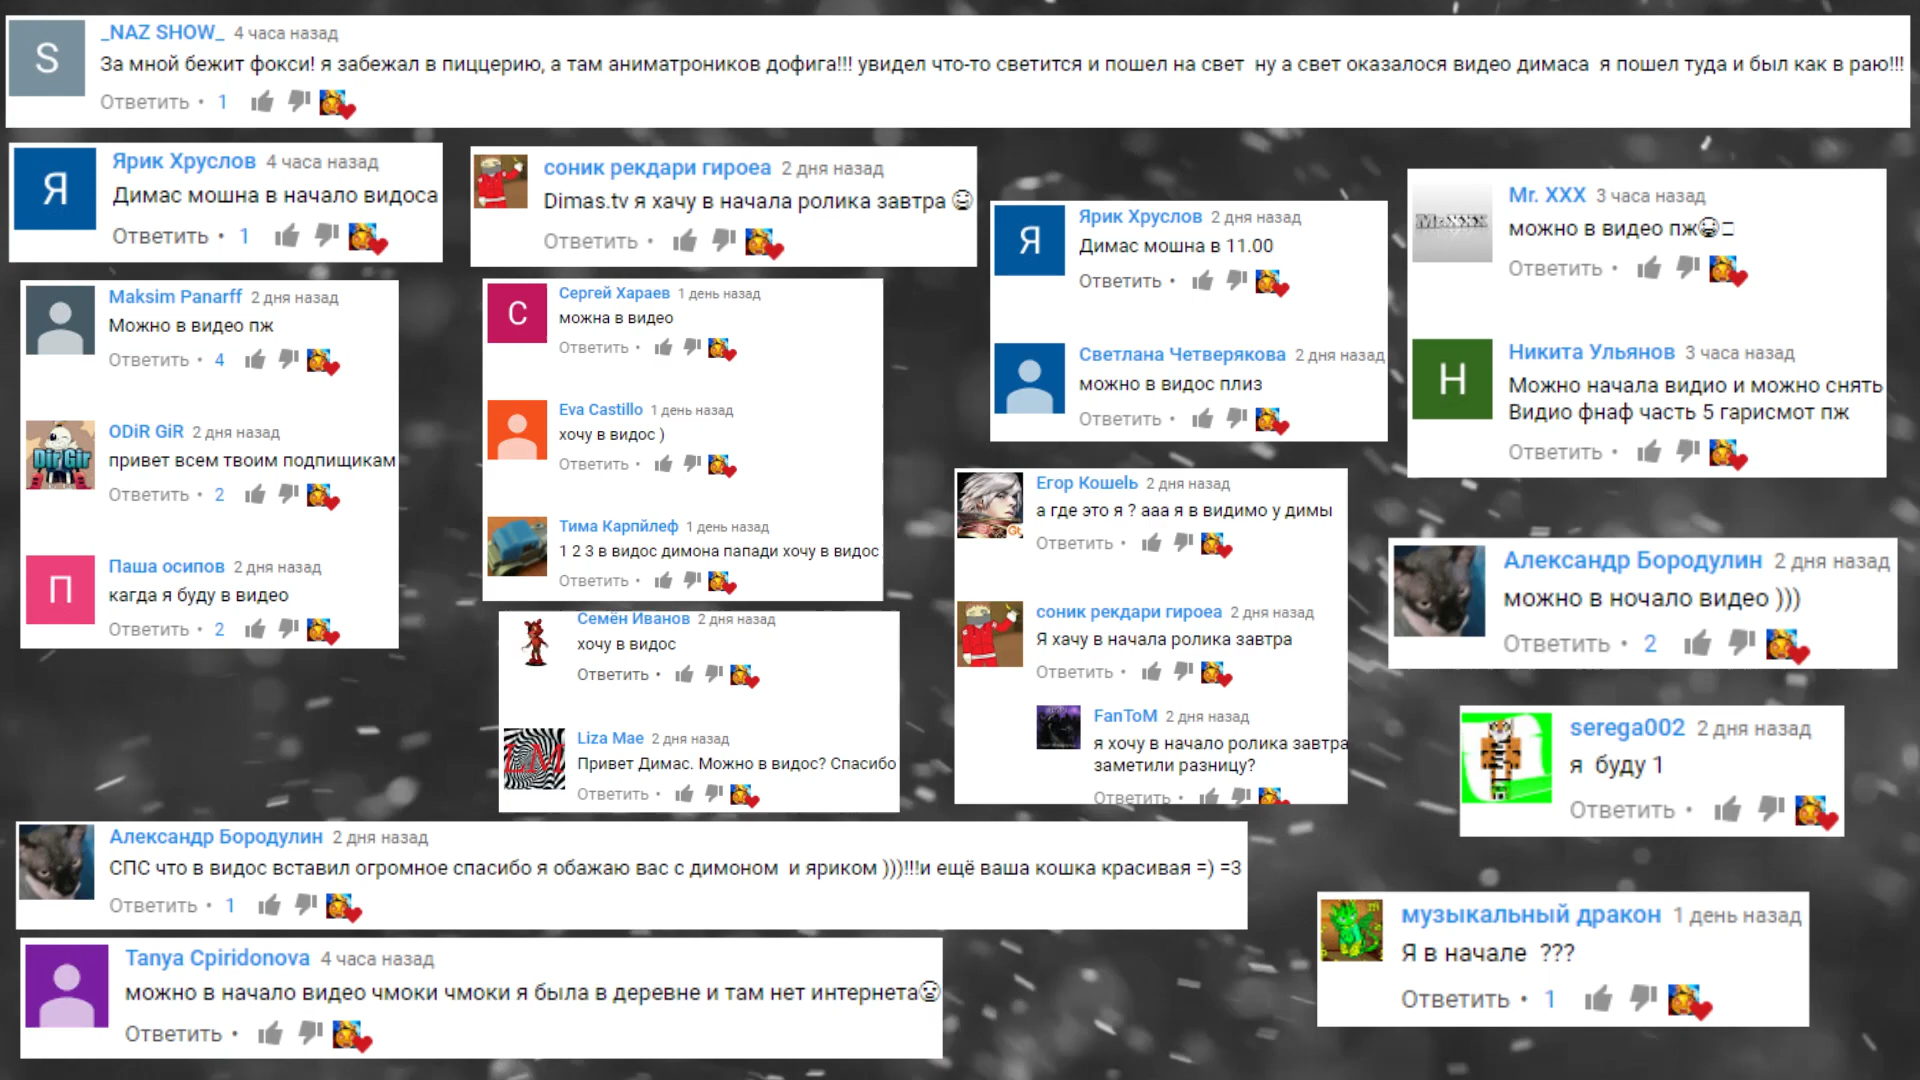 S
_NAZ SHOW_ 4 часа назад
За мной бежит фокси! я забежал в пиццерию, а там аниматроников дофига!!! увидел что-то светится и пошел на свет ну а свет оказалося видео димаса я пошел туда и был как в раю!!!
Ответить • 1
Я
Ярик Хруслов 4 часа назад
Димас мошна в начало видоса
Ответить • 1
соник рекдари гироеа 2 дня назад
Dimas.tv я хачу в начала ролика завтра 😄
Ответить •
Я
Ярик Хруслов 2 дня назад
Димас мошна в 11.00
Ответить •
Светлана Четверякова 2 дня назад
можно в видос плиз
Ответить •
Mr.XXX
Mr. XXX 3 часа назад
можно в видео пж😭□
Ответить •
Н
Никита Ульянов 3 часа назад
Можно начала видио и можно снять
Видио фнаф часть 5 гарисмот пж
Ответить •
Maksim Panarff 2 дня назад
Можно в видео пж
Ответить • 4
Dir Gir
ODiR GiR 2 дня назад
привет всем твоим подпищикам
Ответить • 2
П
Паша осипов 2 дня назад
кагда я буду в видео
Ответить • 2
С
Сергей Хараев 1 день назад
можна в видео
Ответить •
Eva Castillo 1 день назад
хочу в видос )
Ответить •
Тима Карпйлеф 1 день назад
1 2 3 в видос димона папади хочу в видос
Ответить •
Семён Иванов 2 дня назад
хочу в видос
Ответить •
LM
Liza Mae 2 дня назад
Привет Димас. Можно в видос? Спасибо
Ответить •
Егор Кошеlь 2 дня назад
а где это я ? ааа я в видимо у димы
Ответить •
соник рекдари гироеа 2 дня назад
Я хачу в начала ролика завтра
Ответить •
FanToM 2 дня назад
я хочу в начало ролика завтра
заметили разницу?
Ответить •
Александр Бородулин 2 дня назад
можно в ночало видео )))
Ответить • 2
serega002 2 дня назад
я буду 1
Ответить •
Александр Бородулин 2 дня назад
СПС что в видос вставил огромное спасибо я обажаю вас с димоном и яриком )))!!!и ещё ваша кошка красивая =) =3
Ответить • 1
Tanya Cpiridonova 4 часа назад
можно в начало видео чмоки чмоки я была в деревне и там нет интернета😟
Ответить •
музыкальный дракон 1 день назад
Я в начале ???
Ответить • 1